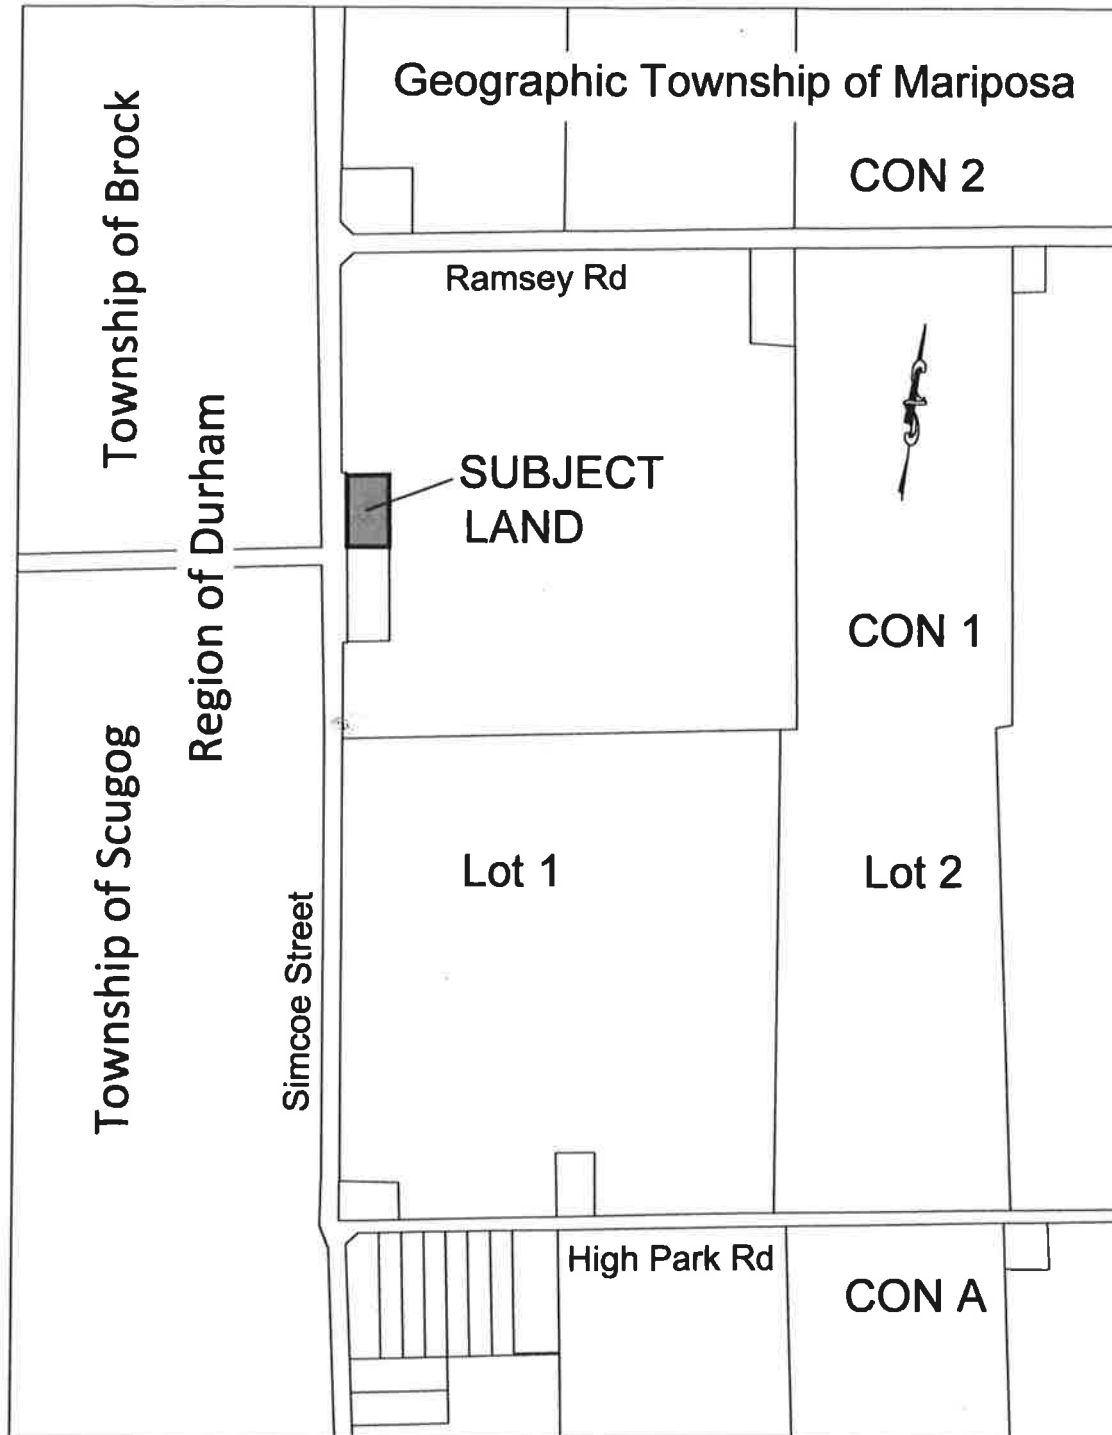 Geographic Township of Mariposa
CON 2
Township of Brock
Ramsey Rd
Region of Durham
SUBJECT
LAND
CON 1
Township of Scugog
Simcoe Street
Lot 1
Lot 2
High Park Rd
CON A